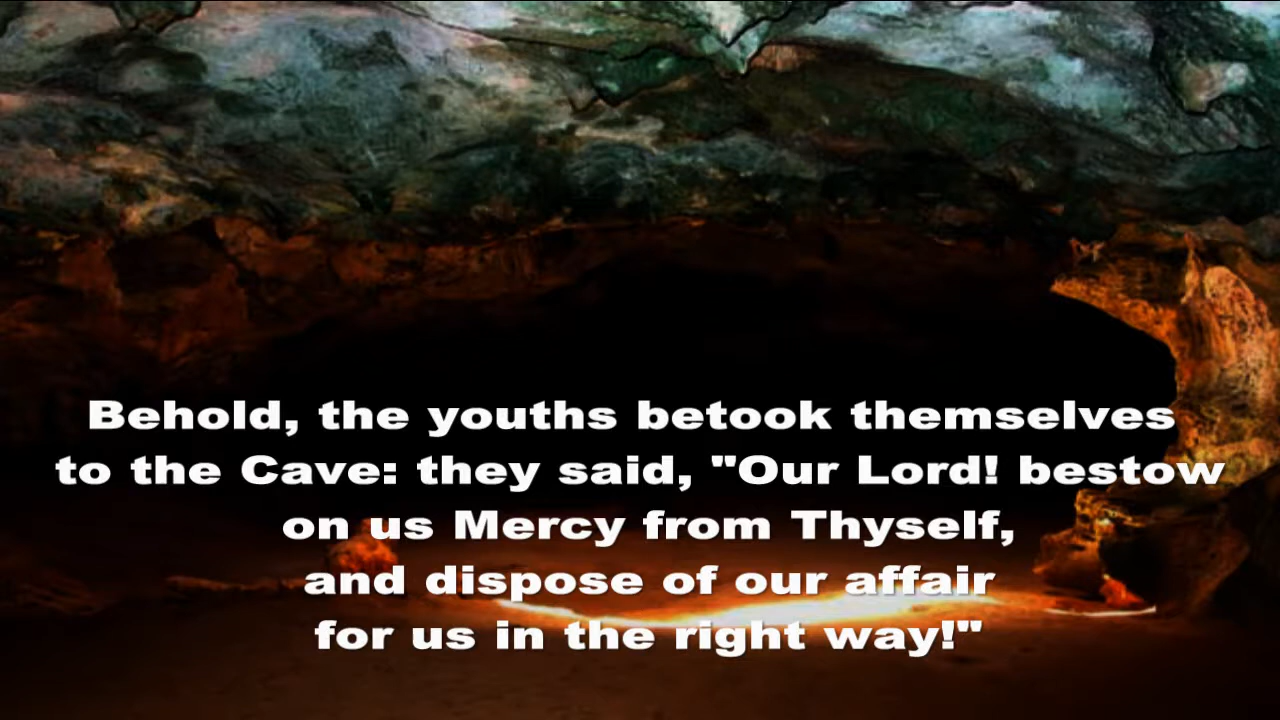 Behold, the youths betook themselves
to the Cave: they said, "Our Lord! bestow
on us Mercy from Thyself,
and dispose of our affair
for us in the right way!"